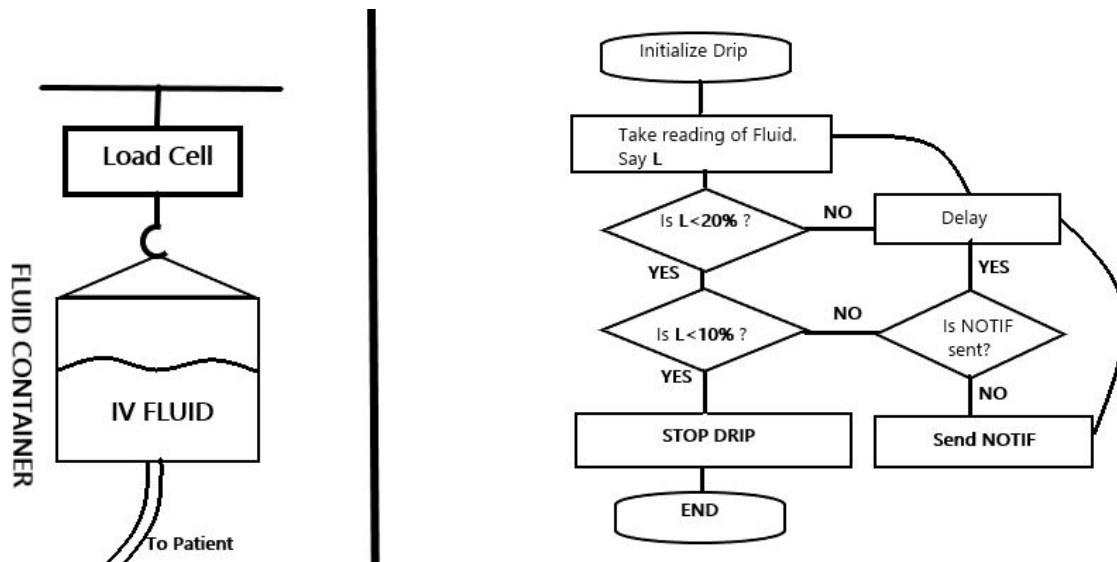 Load Cell
FLUID CONTAINER
IV FLUID
To Patient
Initialize Drip
Take reading of Fluid.
Say L
Is L<20% ?
NO
Delay
YES
YES
Is L<10% ?
NO
Is NOTIF
sent?
YES
NO
STOP DRIP
Send NOTIF
END